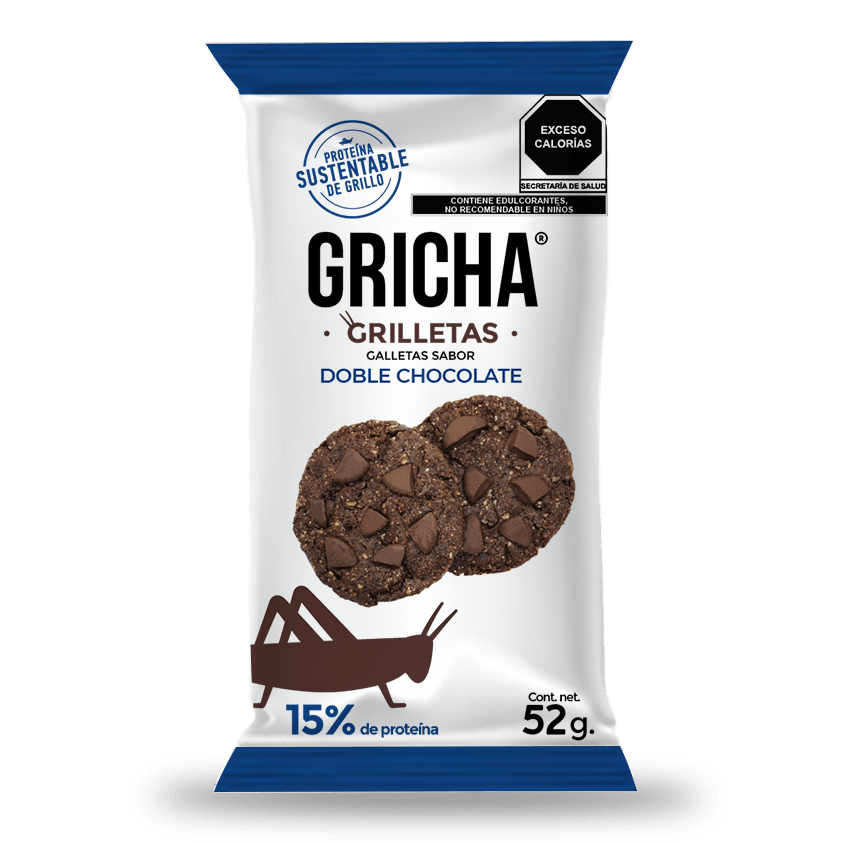 PROTEÍNA
SUSTENTABLE
DE GRILLO
EXCESO
CALORÍAS
SECRETARÍA DE SALUD
CONTIENE EDULCORANTES,
NO RECOMENDABLE EN NIÑOS
GRICHA®
• GRILLETAS •
GALLETAS SABOR
DOBLE CHOCOLATE
15% de proteína
Cont. net.
52 g.